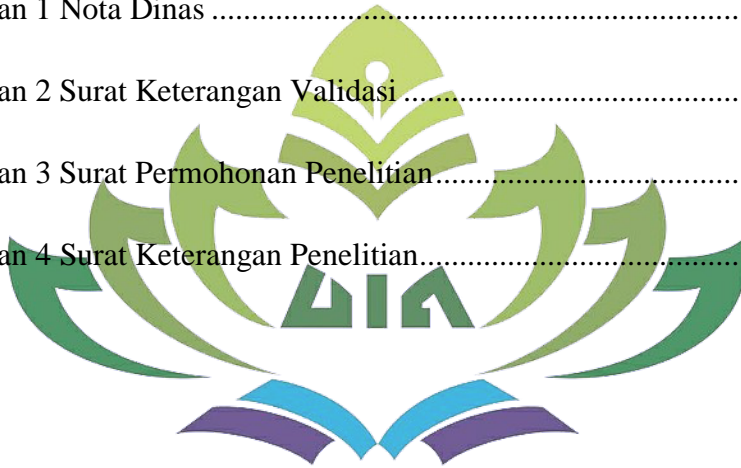 an 1 Nota Dinas ............................................................................
an 2 Surat Keterangan Validasi ................................................
an 3 Surat Permohonan Penelitian............................................
an 4 Surat Keterangan Penelitian..............................................
UIN